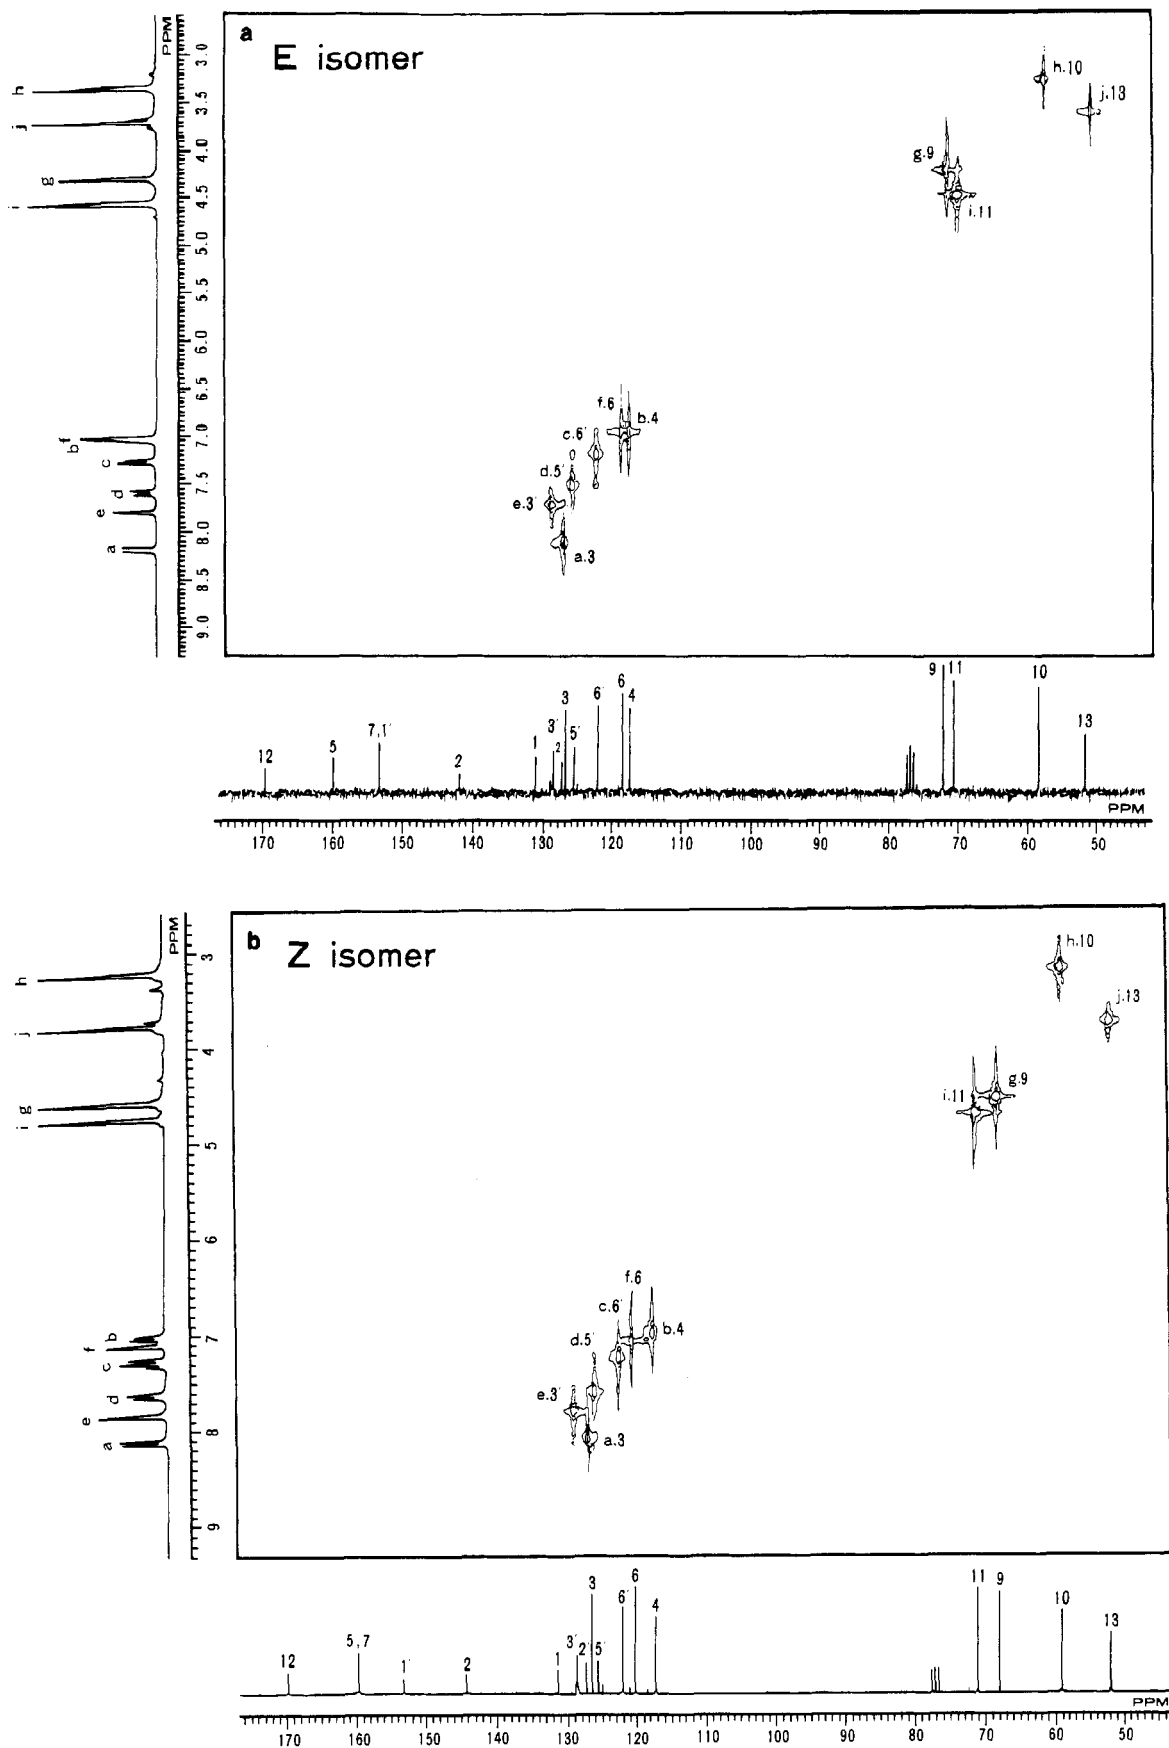 a
E isomer
PPM
3.0
3.5
4.0
4.5
5.0
5.5
6.0
6.5
7.0
7.5
8.0
8.5
9.0
h
j
g
i
b f
c
d
e
a
h.10
j.13
g.9
i.11
f.6
b.4
c.6'
d.5'
e.3'
a.3
12
5
7,1'
2
1
3'
2'
3
5'
6'
6
4
9
11
10
13
PPM
170 160 150 140 130 120 110 100 90 80 70 60 50
b
Z isomer
PPM
3
4
5
6
7
8
9
h
j
i g
b
f
c
d
e
a
h.10
j.13
g.9
i.11
f.6
c.6'
b.4
d.5'
e.3'
a.3
12
5,7
1'
2
1
3'
2'
3
5'
6'
6
4
11
9
10
13
PPM
170 160 150 140 130 120 110 100 90 80 70 60 50